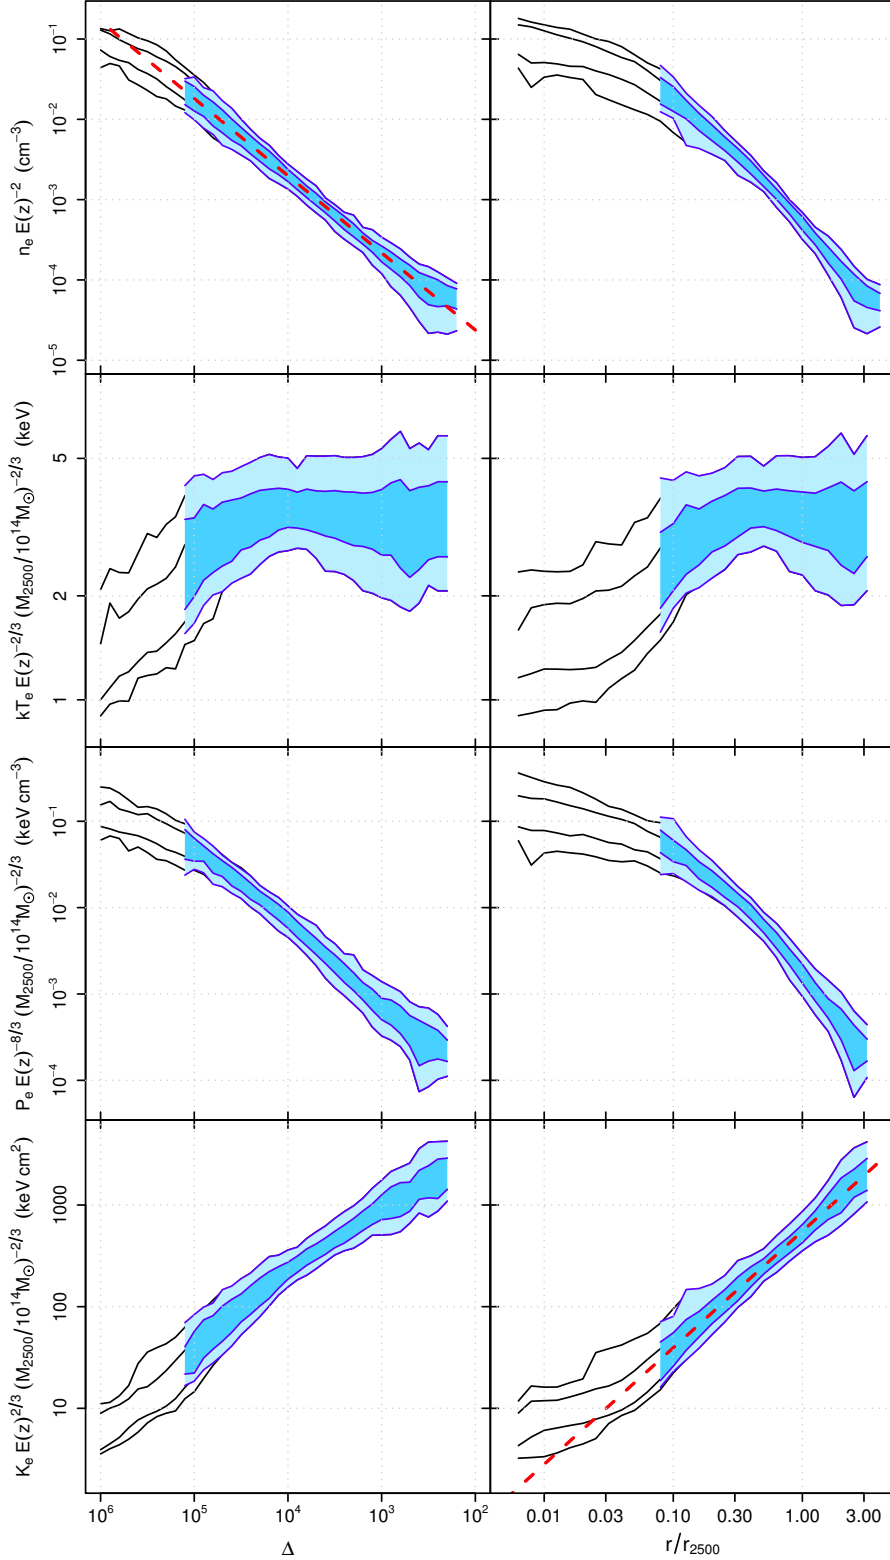 nₑ E(z)⁻² (cm⁻³)
10⁻¹
10⁻²
10⁻³
10⁻⁴
10⁻⁵
kTₑ E(z)⁻²/³ (M₂₅₀₀/10¹⁴M⊙)⁻²/³ (keV)
5
2
1
Pₑ E(z)⁻⁸/³ (M₂₅₀₀/10¹⁴M⊙)⁻²/³ (keV cm⁻³)
10⁻¹
10⁻²
10⁻³
10⁻⁴
Kₑ E(z)²/³ (M₂₅₀₀/10¹⁴M⊙)⁻²/³ (keV cm²)
1000
100
10
10⁶ 10⁵ 10⁴ 10³ 10² 0.01 0.03 0.10 0.30 1.00 3.00
Δ r/r₂₅₀₀